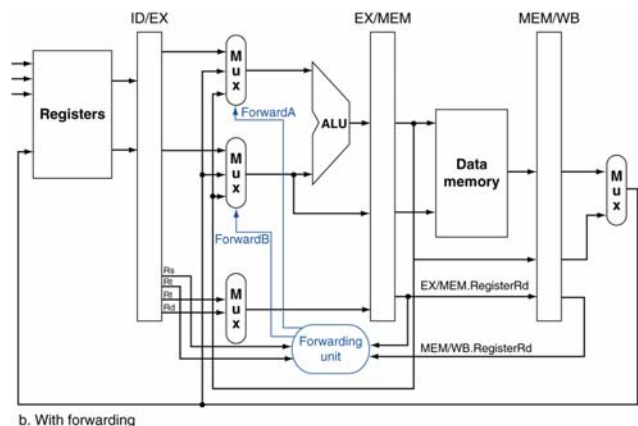 ID/EX
EX/MEM
MEM/WB
Registers
M
u
x
ForwardA
ALU
M
u
x
ForwardB
Data
memory
M
u
x
Rs
Rt
Rt
Rd
M
u
x
EX/MEM.RegisterRd
Forwarding
unit
MEM/WB.RegisterRd
b. With forwarding